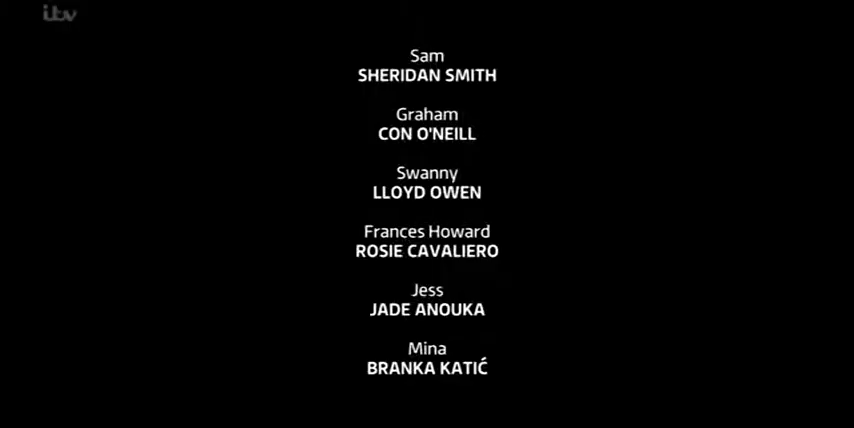 itv
Sam
SHERIDAN SMITH
Graham
CON O'NEILL
Swanny
LLOYD OWEN
Frances Howard
ROSIE CAVALIERO
Jess
JADE ANOUKA
Mina
BRANKA KATIĆ